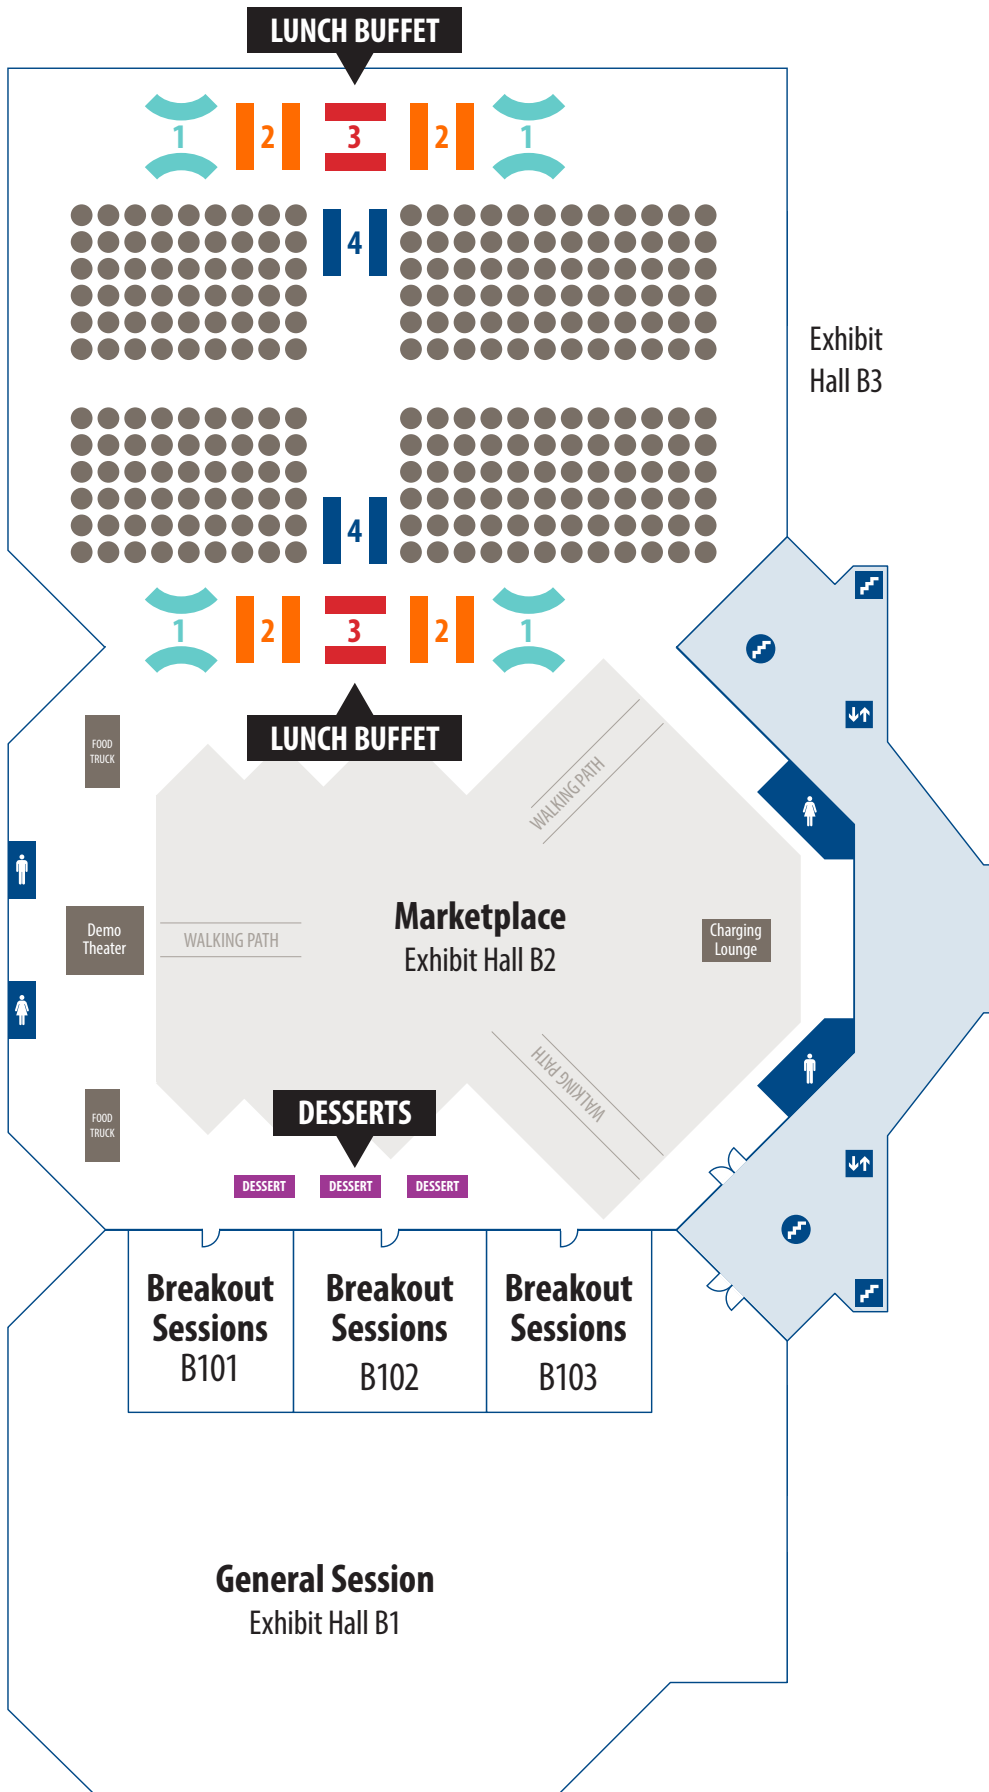 LUNCH BUFFET
1 2 3 2 1
4
Exhibit
Hall B3
4
1 2 3 2 1
LUNCH BUFFET
FOOD
TRUCK
WALKING PATH
Marketplace
Exhibit Hall B2
Demo
Theater
WALKING PATH
Charging
Lounge
WALKING PATH
DESSERTS
FOOD
TRUCK
DESSERT
DESSERT
DESSERT
Breakout
Sessions
B101
Breakout
Sessions
B102
Breakout
Sessions
B103
General Session
Exhibit Hall B1